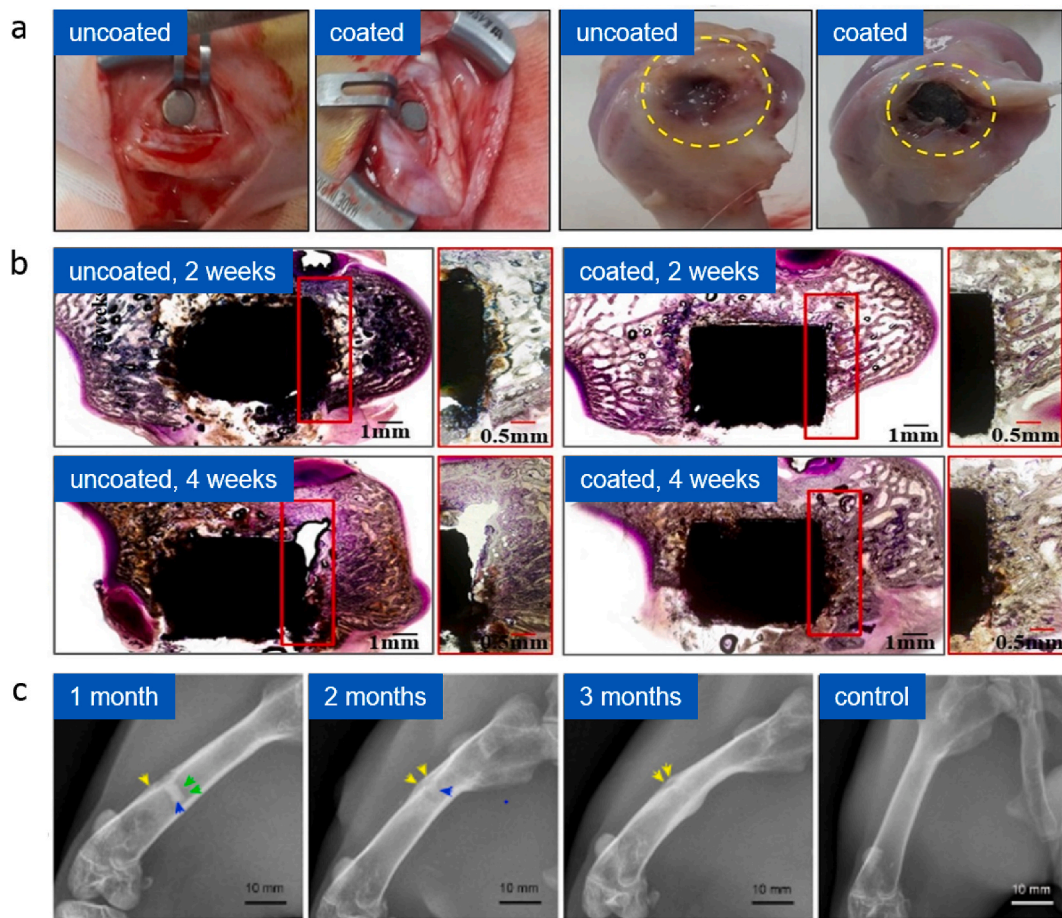 a
uncoated
coated
uncoated
coated
b
uncoated, 2 weeks
1mm
0.5mm
coated, 2 weeks
1mm
0.5mm
uncoated, 4 weeks
1mm
0.5mm
coated, 4 weeks
1mm
0.5mm
c
1 month
10 mm
2 months
10 mm
3 months
10 mm
control
10 mm